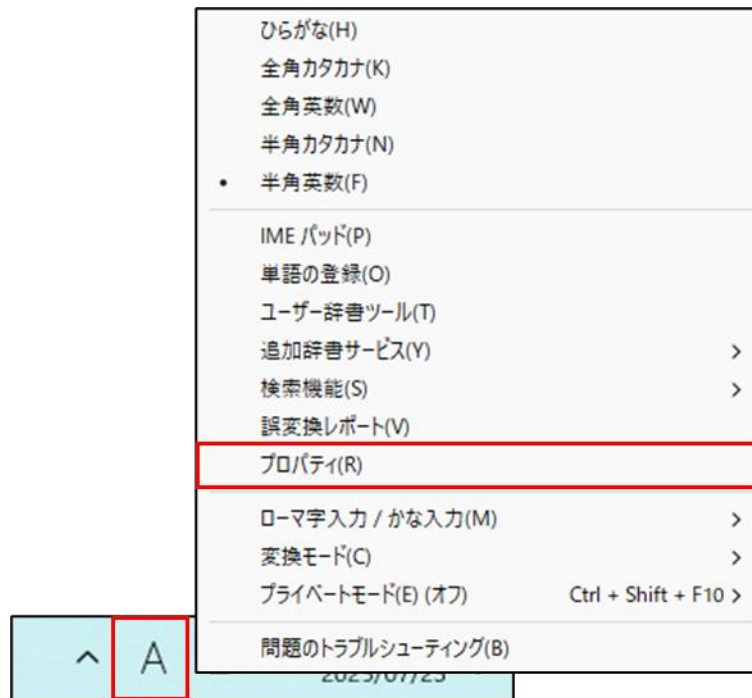 ひらがな(H)
全角カタカナ(K)
全角英数(W)
半角カタカナ(N)
• 半角英数(F)
IME パッド(P)
単語の登録(O)
ユーザー辞書ツール(T)
追加辞書サービス(Y) >
検索機能(S) >
誤変換レポート(V)
プロパティ(R)
ローマ字入力 / かな入力(M) >
変換モード(C) >
プライベートモード(E) (オフ) Ctrl + Shift + F10 >
問題のトラブルシューティング(B)
A